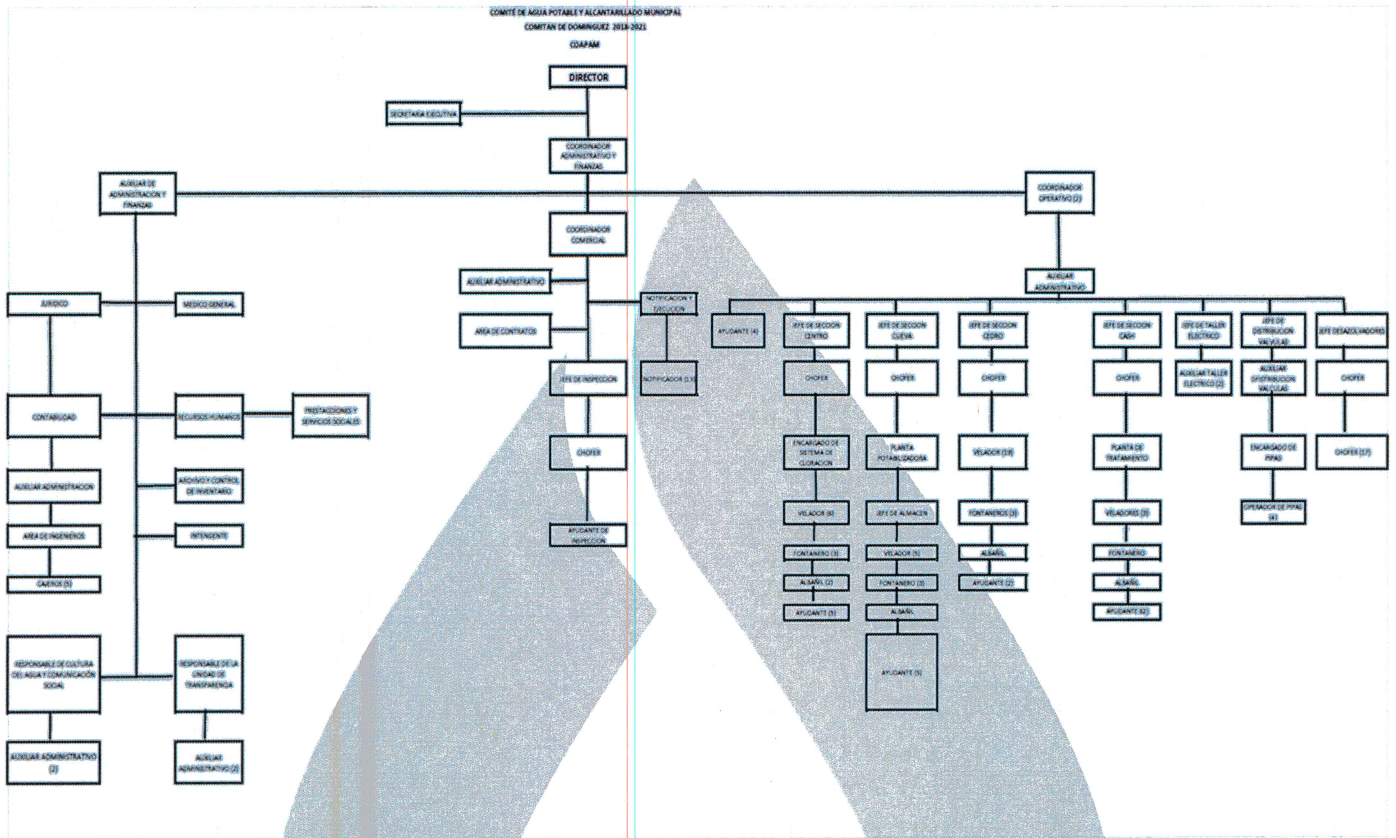 COMITÉ DE AGUA POTABLE Y ALCANTARILLADO MUNICIPAL
COMITAN DE DOMINGUEZ 2018-2021
COAPAM
DIRECTOR
SECRETARIA EJECUTIVA
COORDINADOR
ADMINISTRATIVO Y
FINANZAS
AUXILIAR DE
ADMINISTRACION Y
FINANZAS
COORDINADOR
OPERATIVO (2)
COORDINADOR
COMERCIAL
JURIDICO
MEDICO GENERAL
CONTABILIDAD
RECURSOS HUMANOS
PRESTACCIONES Y
SERVICIOS SOCIALES
AUXILIAR ADMINISTRACION
ARCHIVO Y CONTROL
DE INVENTARIO
AREA DE INGENIEROS
INTENDENTE
CAJEROS (5)
RESPONSABLE DE CULTURA
DEL AGUA Y COMUNICACIÓN
SOCIAL
RESPONSABLE DE LA
UNIDAD DE
TRANSPARENCIA
AUXILIAR ADMINISTRATIVO
(2)
AUXILIAR
ADMINISTRATIVO (2)
AUXILIAR ADMINISTRATIVO
NOTIFICACION Y
EJECUCION
AREA DE CONTRATOS
JEFE DE INSPECCION
NOTIFICADOR (13)
CHOFER
AYUDANTE DE
INSPECCION
AUXILIAR
ADMINISTRATIVO
AYUDANTE (4)
JEFE DE SECCION
CENTRO
CHOFER
ENCARGADO DE
SISTEMA DE
CLORACION
VELADOR (6)
FONTANERO (3)
ALBAÑIL (2)
AYUDANTE (5)
JEFE DE SECCION
CUEVA
CHOFER
PLANTA
POTABILIZADORA
JEFE DE ALMACEN
VELADOR (5)
FONTANERO (3)
ALBAÑIL
AYUDANTE (5)
JEFE DE SECCION
CEDRO
CHOFER
VELADOR (19)
FONTANEROS (3)
ALBAÑIL
AYUDANTE (2)
JEFE DE SECCION
CASH
CHOFER
PLANTA DE
TRATAMIENTO
VELADORES (3)
FONTANERO
ALBAÑIL
AYUDANTE (2)
JEFE DE TALLER
ELECTRICO
AUXILIAR TALLER
ELECTRICO (2)
JEFE DE
DISTRIBUCION
VALVULAS
AUXILIAR
DISTRIBUCION
VALVULAS
ENCARGADO DE
PIPAS
OPERADOR DE PIPAS
(4)
JEFE DESAZOLVADORES
CHOFER
CHOFER (17)